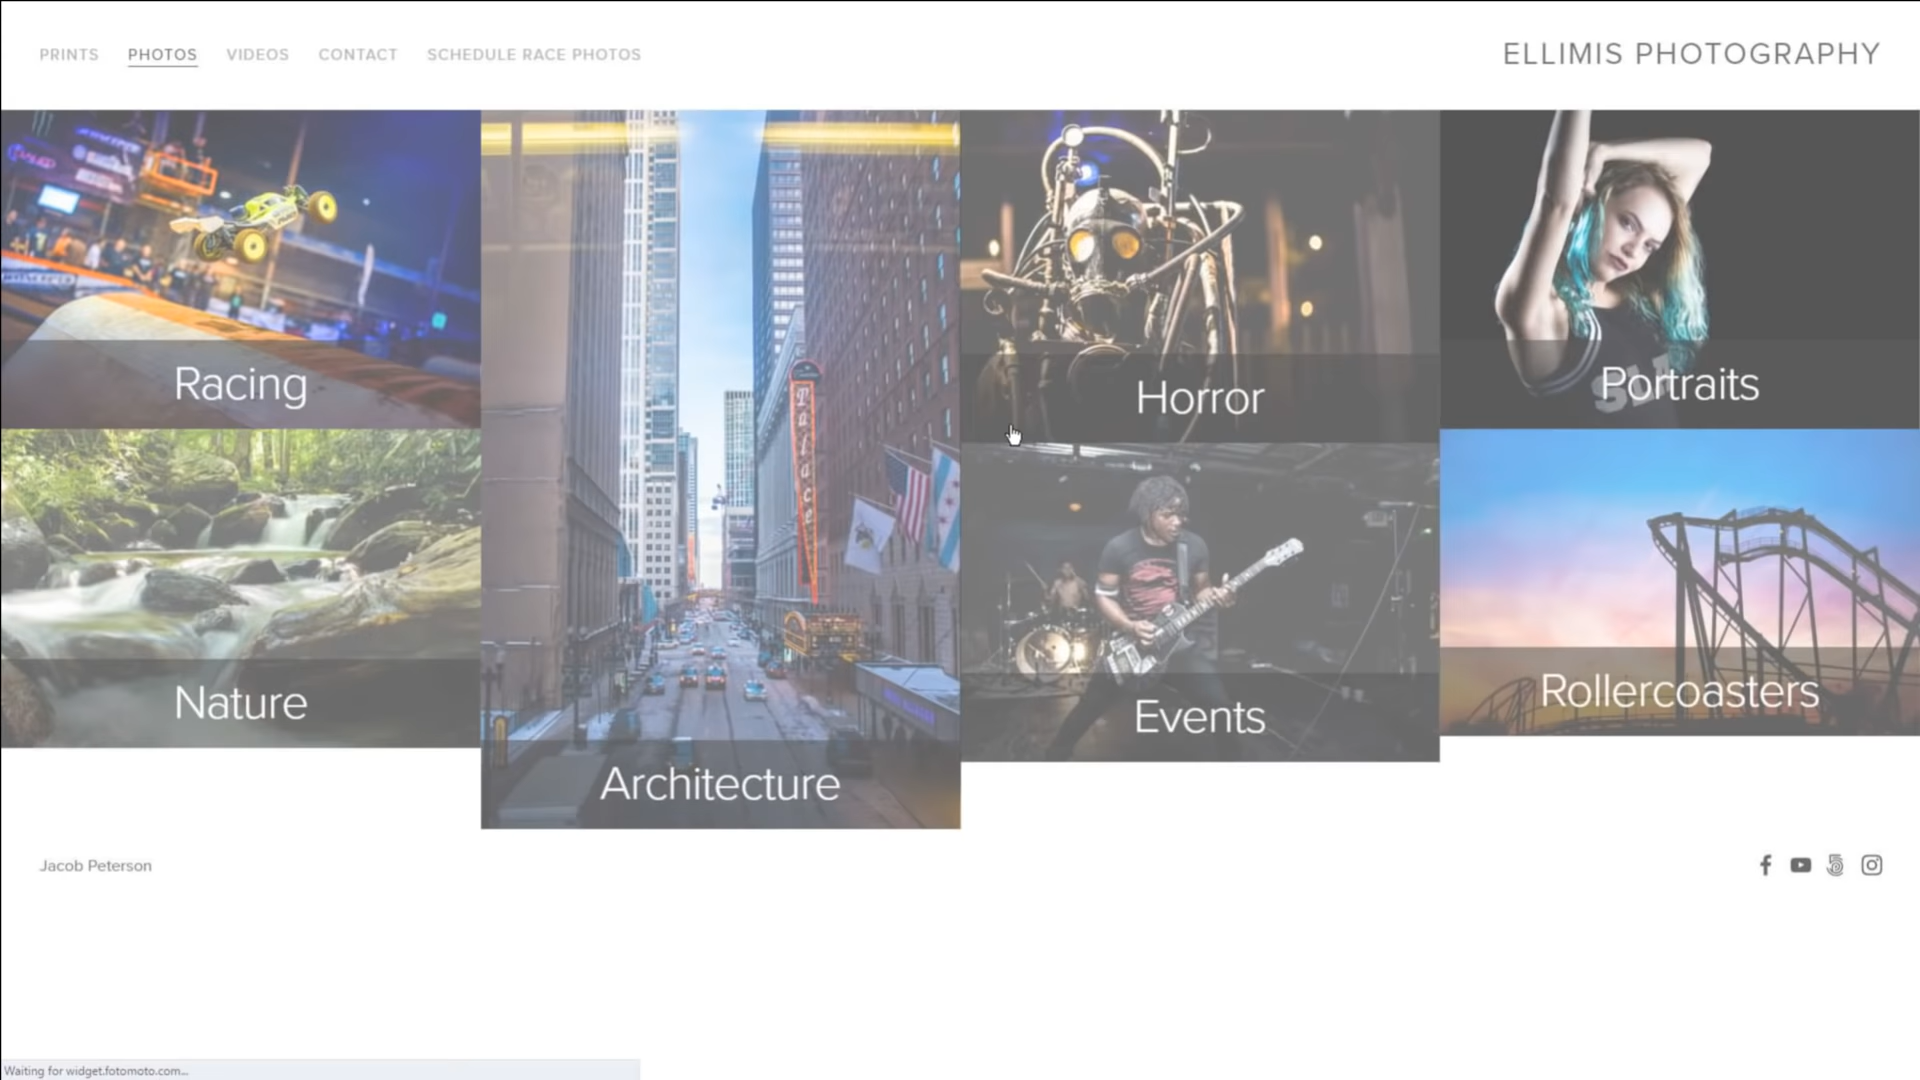 PRINTS PHOTOS VIDEOS CONTACT SCHEDULE RACE PHOTOS
ELLIMIS PHOTOGRAPHY
Racing
Architecture
Palace
Horror
Portraits
Nature
Events
Rollercoasters
Jacob Peterson
Waiting for widget.fotomoto.com...